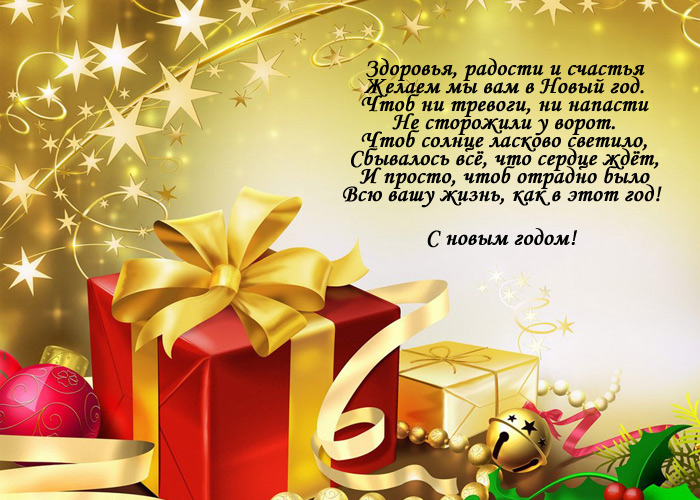 Здоровья, радости и счастья
Желаем мы вам в Новый год.
Чтоб ни тревоги, ни напасти
Не сторожили у ворот.
Чтоб солнце ласково светило,
Сбывалось всё, что сердце ждёт,
И просто, чтоб отрадно было
Всю вашу жизнь, как в этот год!
С новым годом!